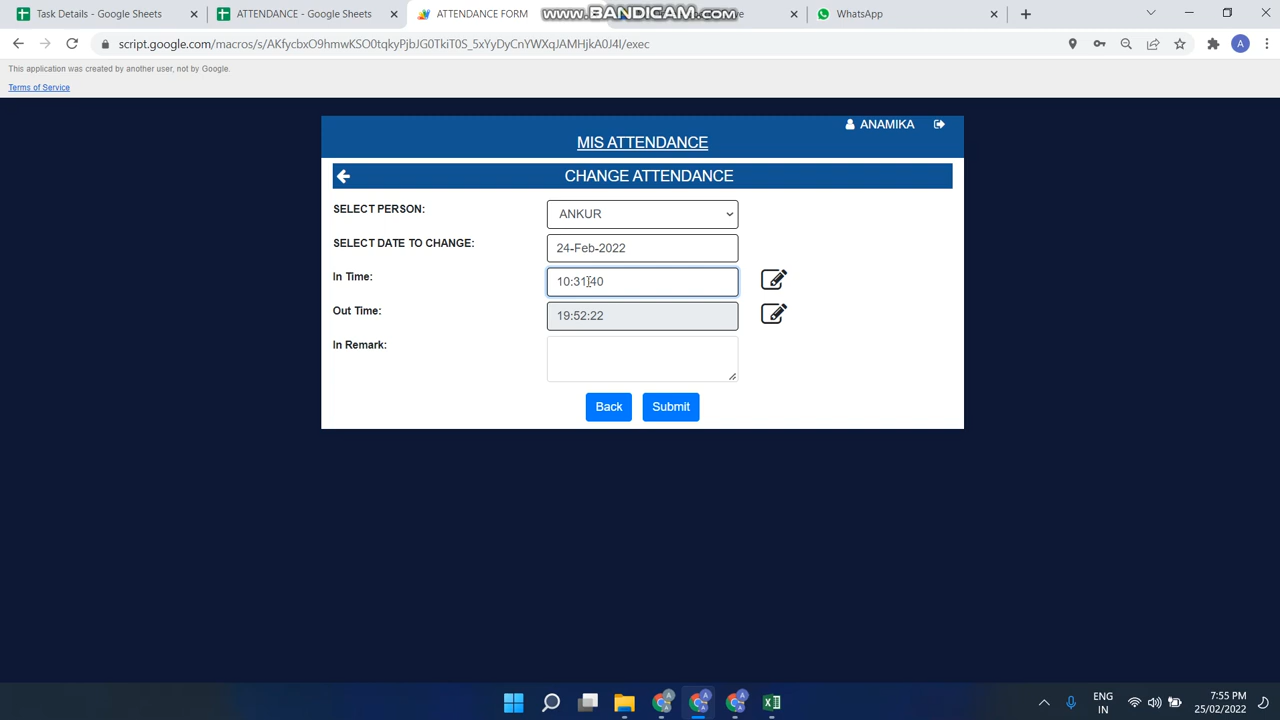 Task Details - Google Sheets
ATTENDANCE - Google Sheets
ATTENDANCE FORM
www.BANDICAM.com
WhatsApp
script.google.com/macros/s/AKfycbxO9hmwKSO0tqkyPjbJG0TkiT0S_5xYyDyCnYWXqJAMHjkA0J4I/exec
A
This application was created by another user, not by Google.
Terms of Service
ANAMIKA
MIS ATTENDANCE
CHANGE ATTENDANCE
SELECT PERSON:
ANKUR
SELECT DATE TO CHANGE:
24-Feb-2022
In Time:
10:31:40
Out Time:
19:52:22
In Remark:
Back
Submit
ENG
IN
7:55 PM
25/02/2022